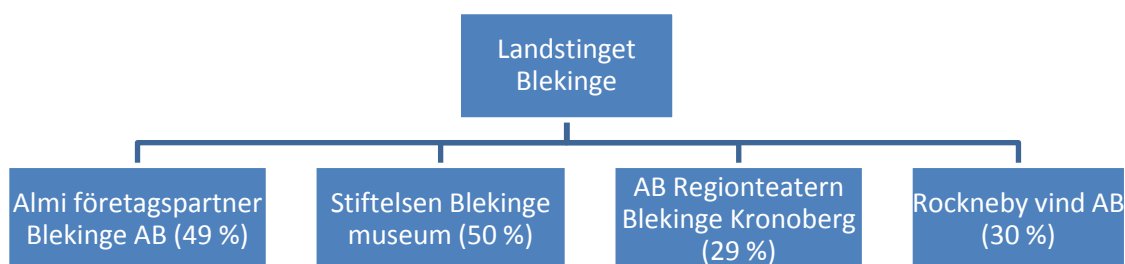 Landstinget
Blekinge
Almi företagspartner
Blekinge AB (49 %)
Stiftelsen Blekinge
museum (50 %)
AB Regionteatern
Blekinge Kronoberg
(29 %)
Rockneby vind AB
(30 %)